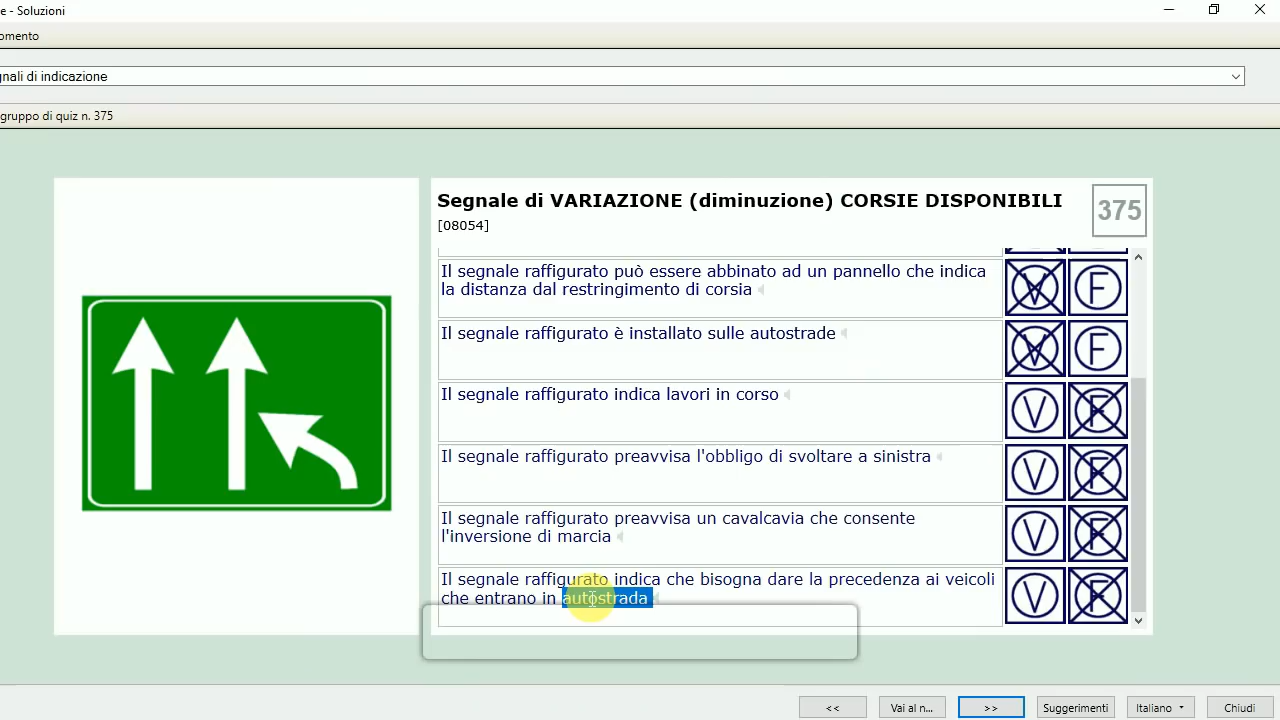 e - Soluzioni
omento
gnali di indicazione
gruppo di quiz n. 375
Segnale di VARIAZIONE (diminuzione) CORSIE DISPONIBILI
375
[08054]
Il segnale raffigurato può essere abbinato ad un pannello che indica
la distanza dal restringimento di corsia
V F
Il segnale raffigurato è installato sulle autostrade
V F
Il segnale raffigurato indica lavori in corso
V F
Il segnale raffigurato preavvisa l'obbligo di svoltare a sinistra
V F
Il segnale raffigurato preavvisa un cavalcavia che consente
l'inversione di marcia
V F
Il segnale raffigurato indica che bisogna dare la precedenza ai veicoli
che entrano in autostrada
V F
<< Vai al n... >> Suggerimenti Italiano Chiudi